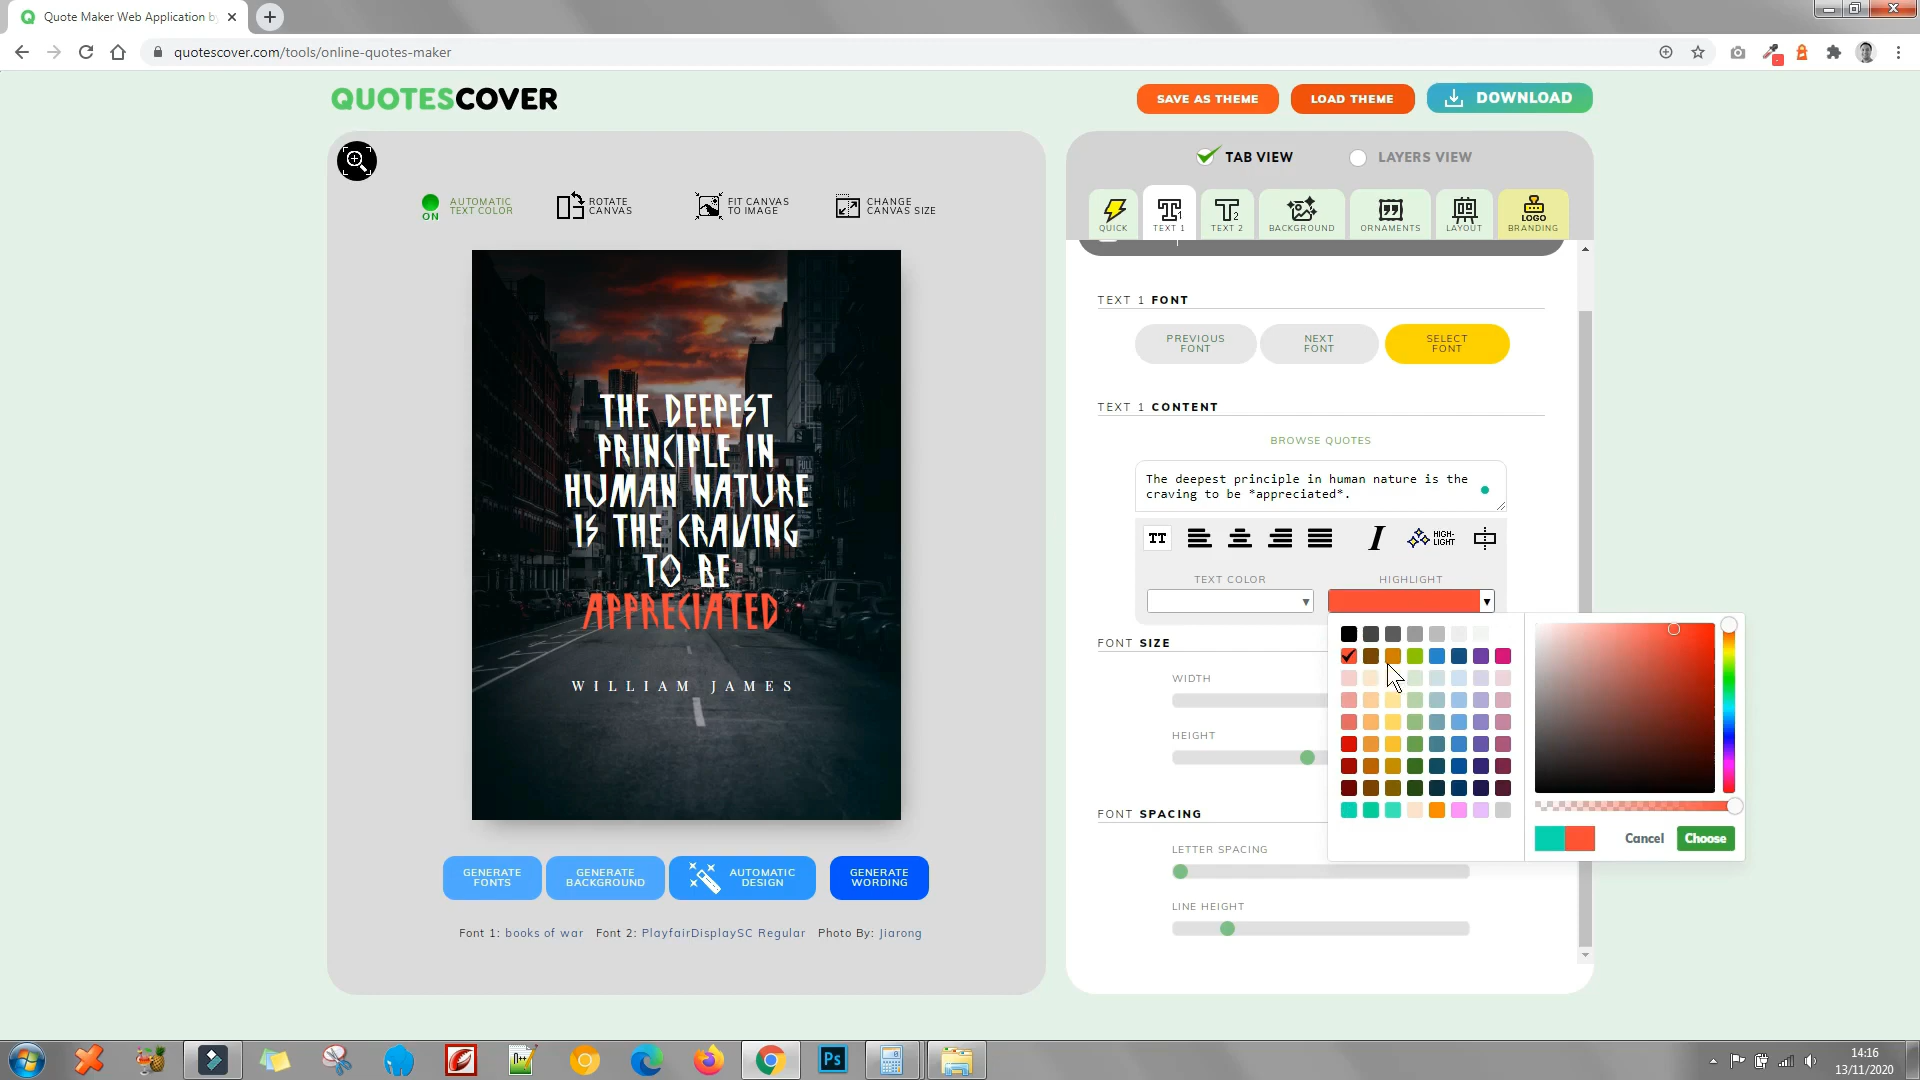 Quote Maker Web Application by
quotescover.com/tools/online-quotes-maker
QUOTESCOVER
SAVE AS THEME
LOAD THEME
DOWNLOAD
TAB VIEW
LAYERS VIEW
ON
AUTOMATIC
TEXT COLOR
ROTATE
CANVAS
FIT CANVAS
TO IMAGE
CHANGE
CANVAS SIZE
QUICK
TEXT 1
TEXT 2
BACKGROUND
ORNAMENTS
LAYOUT
LOGO
BRANDING
THE DEEPEST
PRINCIPLE IN
HUMAN NATURE
IS THE CRAVING
TO BE
APPRECIATED
WILLIAM JAMES
TEXT 1 FONT
PREVIOUS
FONT
NEXT
FONT
SELECT
FONT
TEXT 1 CONTENT
BROWSE QUOTES
The deepest principle in human nature is the
craving to be *appreciated*.
TT
I
HIGH-
LIGHT
TEXT COLOR
HIGHLIGHT
FONT SIZE
WIDTH
HEIGHT
FONT SPACING
LETTER SPACING
LINE HEIGHT
Cancel
Choose
GENERATE
FONTS
GENERATE
BACKGROUND
AUTOMATIC
DESIGN
GENERATE
WORDING
Font 1: books of war Font 2: PlayfairDisplaySC Regular Photo By: Jiarong
Ps
14:16
13/11/2020